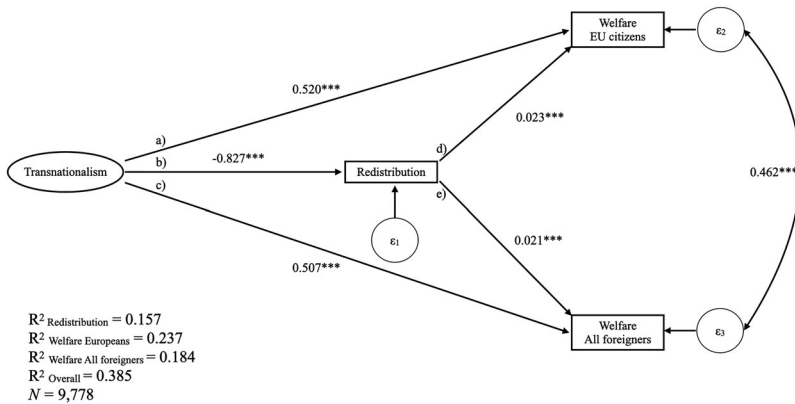 Welfare
EU citizens
ε2
0.520***
a)
d)
0.023***
b)
-0.827***
Transnationalism
Redistribution
0.462***
c)
e)
ε1
0.021***
0.507***
Welfare
All foreigners
ε3
R² Redistribution = 0.157
R² Welfare Europeans = 0.237
R² Welfare All foreigners = 0.184
R² Overall = 0.385
N = 9,778